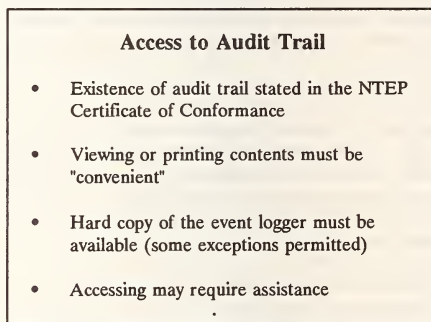 Access to Audit Trail
• Existence of audit trail stated in the NTEP
Certificate of Conformance
• Viewing or printing contents must be
"convenient"
• Hard copy of the event logger must be
available (some exceptions permitted)
• Accessing may require assistance